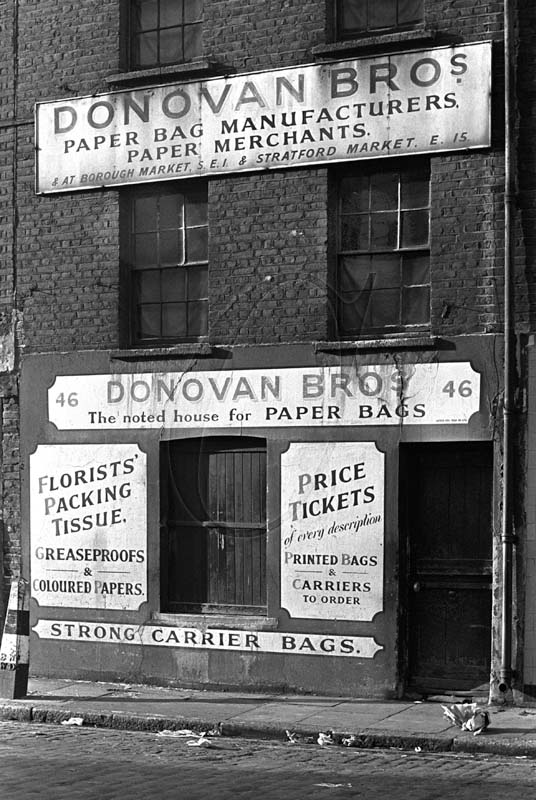 DONOVAN BROS
PAPER BAG MANUFACTURERS.
PAPER MERCHANTS.
& AT BOROUGH MARKET, S.E.1 & STRATFORD MARKET, E. 15
46 DONOVAN BROS 46
The noted house for PAPER BAGS
FLORISTS'
PACKING
TISSUE.
GREASEPROOFS
&
COLOURED PAPERS.
PRICE
TICKETS
of every description
PRINTED BAGS
&
CARRIERS
TO ORDER
STRONG CARRIER BAGS.